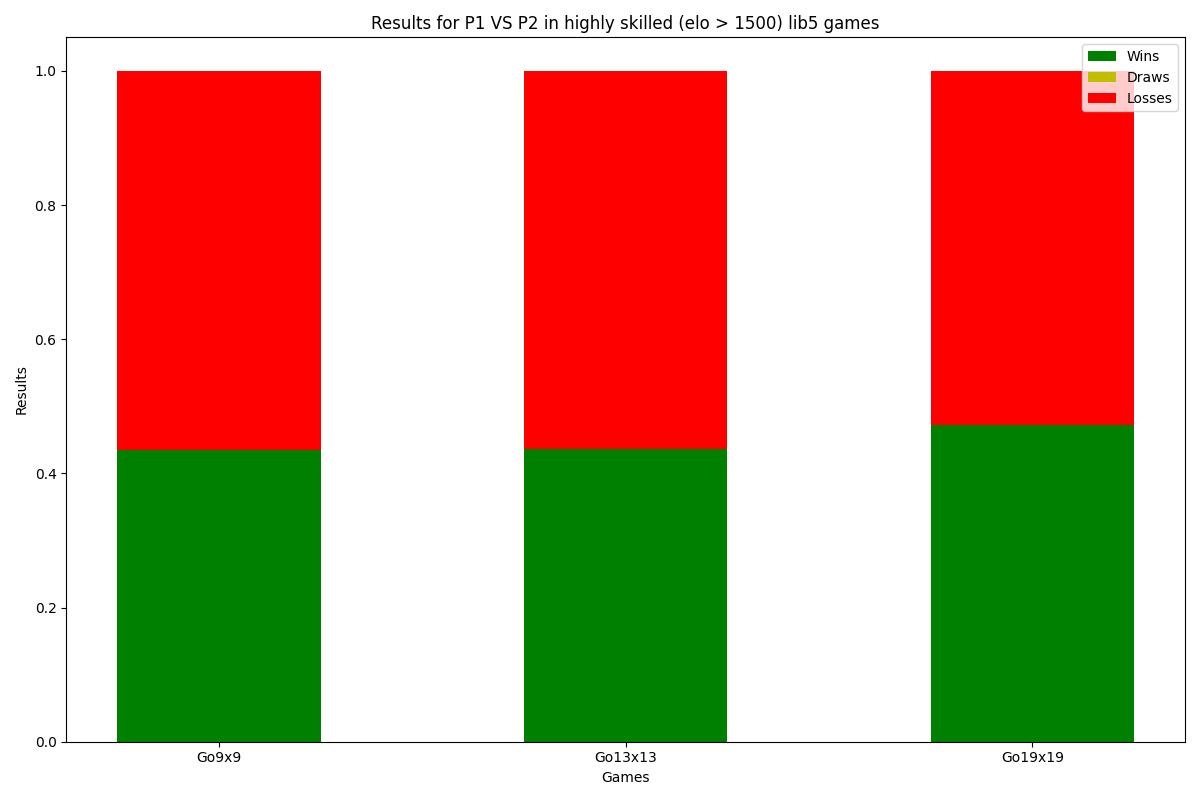 Results for P1 VS P2 in highly skilled (elo > 1500) lib5 games
Wins
Draws
Losses
Results
1.0
0.8
0.6
0.4
0.2
0.0
Go9x9
Go13x13
Go19x19
Games